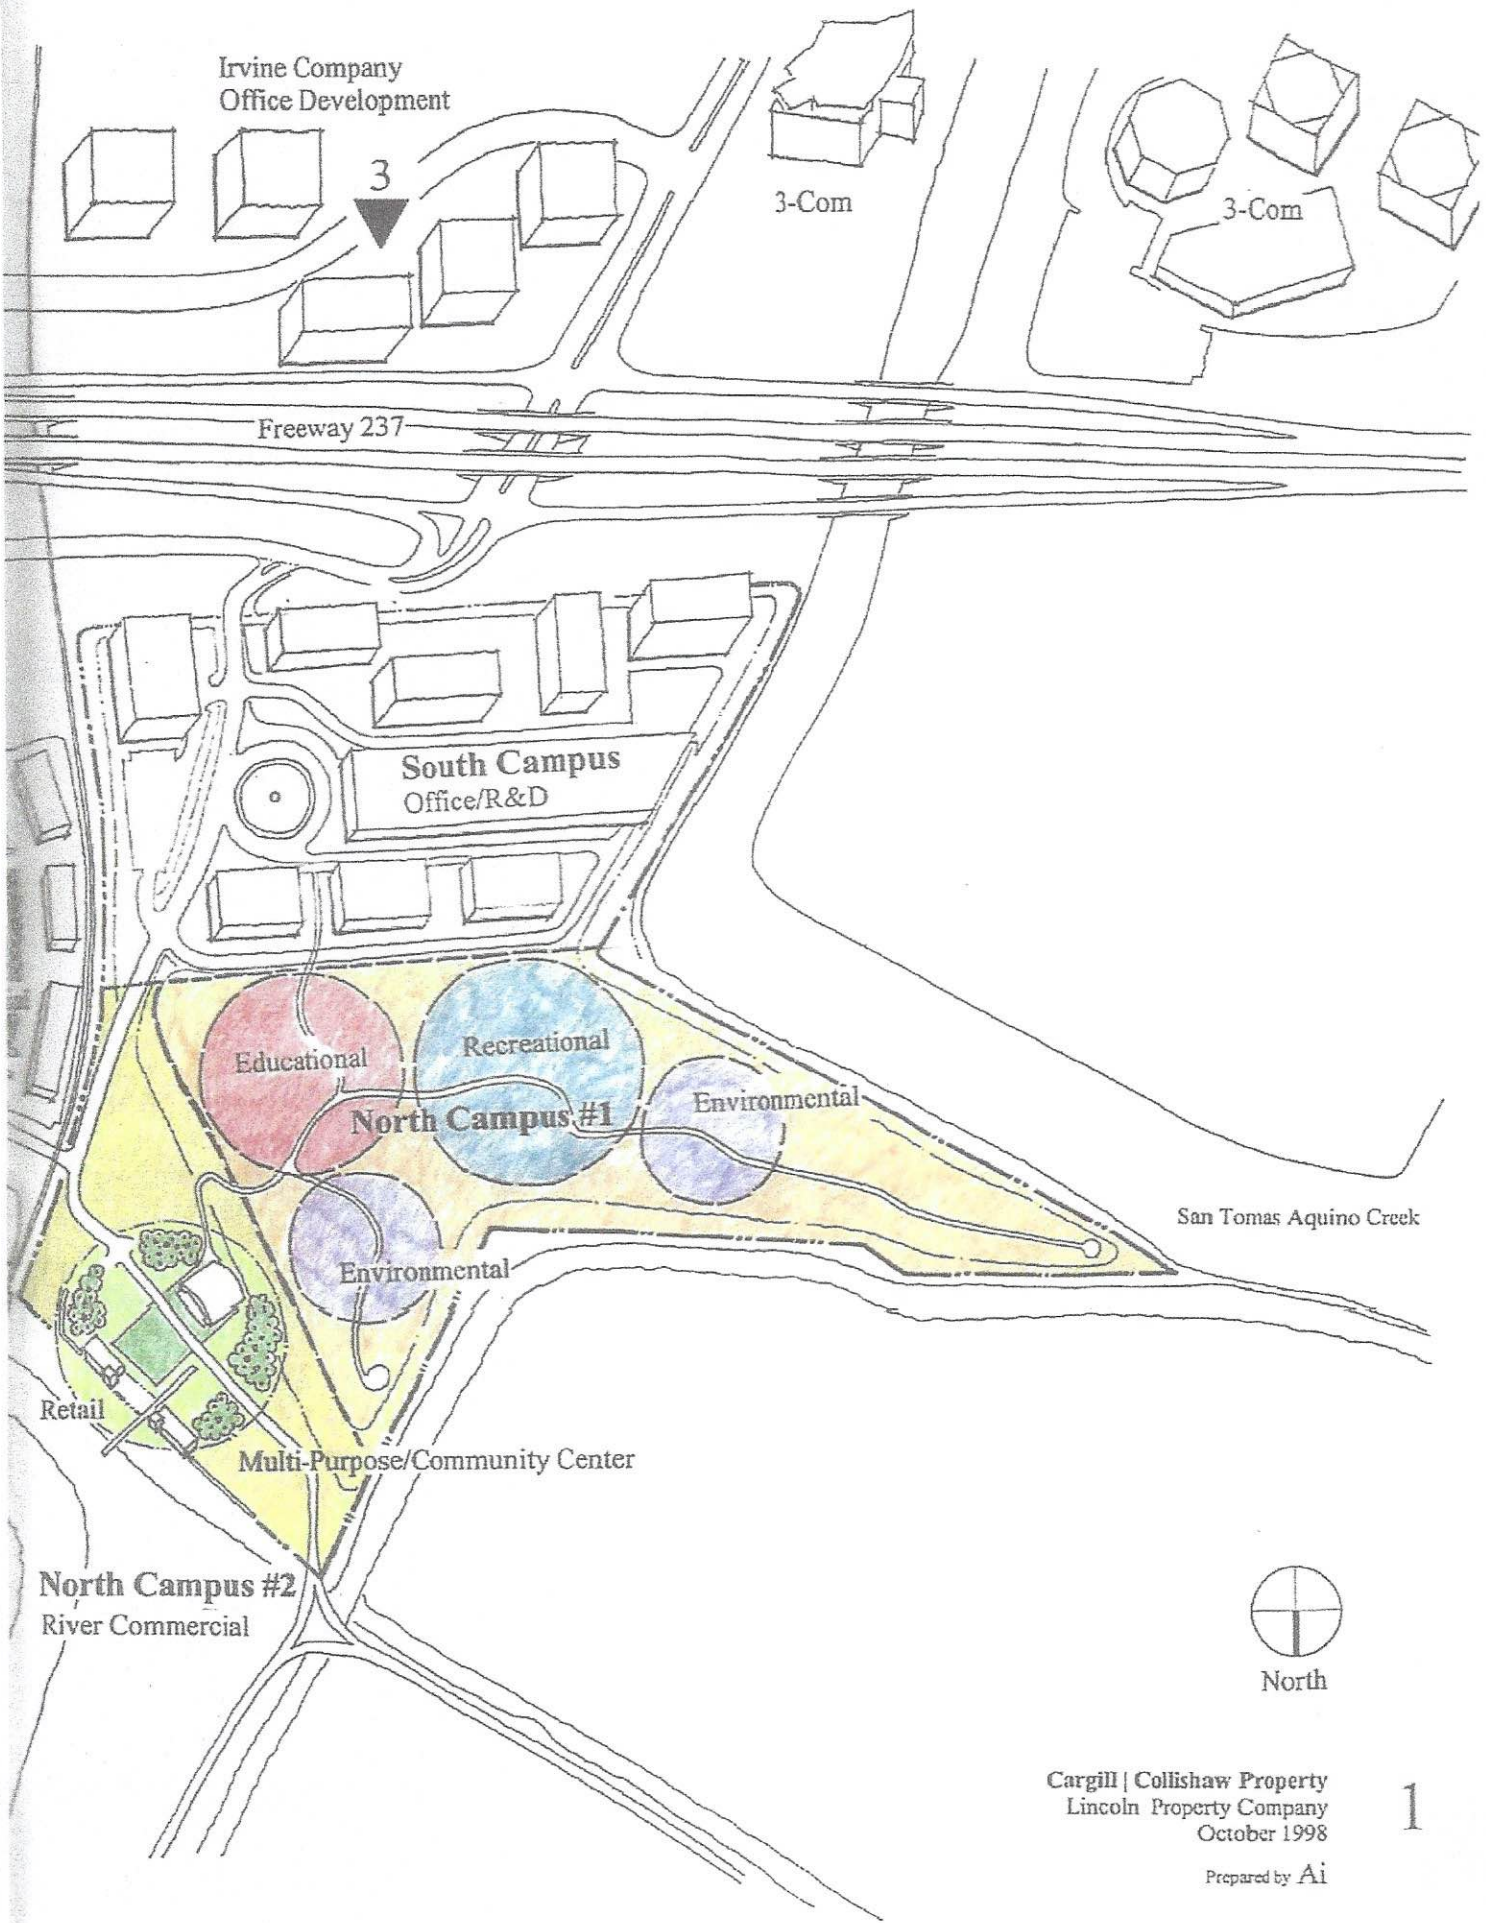 Irvine Company
Office Development
3
3-Com
3-Com
Freeway 237
South Campus
Office/R&D
Educational
Recreational
North Campus #1
Environmental
Environmental
San Tomas Aquino Creek
Retail
Multi-Purpose/Community Center
North Campus #2
River Commercial
North
Cargill | Collishaw Property
Lincoln Property Company
October 1998
Prepared by Ai
1